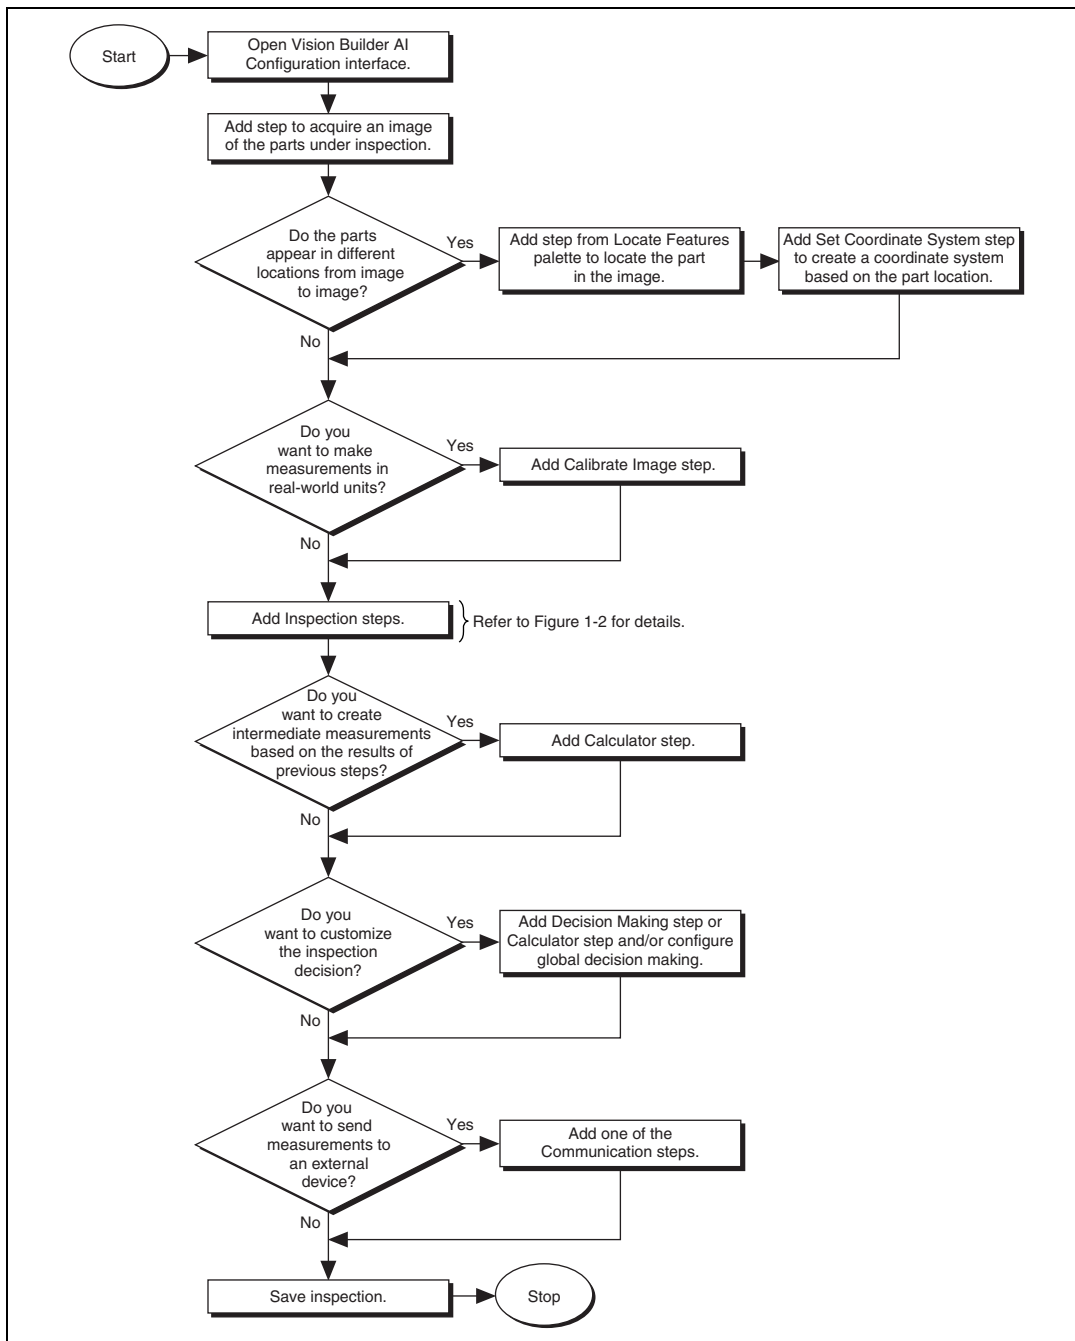 Start
Open Vision Builder AI
Configuration interface.
Add step to acquire an image
of the parts under inspection.
Do the parts
appear in different
locations from image
to image?
Yes
Add step from Locate Features
palette to locate the part
in the image.
Add Set Coordinate System step
to create a coordinate system
based on the part location.
No
Do you
want to make
measurements in
real-world units?
Yes
Add Calibrate Image step.
No
Add Inspection steps.
Refer to Figure 1-2 for details.
Do you
want to create
intermediate measurements
based on the results of
previous steps?
Yes
Add Calculator step.
No
Do you
want to customize
the inspection
decision?
Yes
Add Decision Making step or
Calculator step and/or configure
global decision making.
No
Do you
want to send
measurements to
an external
device?
Yes
Add one of the
Communication steps.
No
Save inspection.
Stop